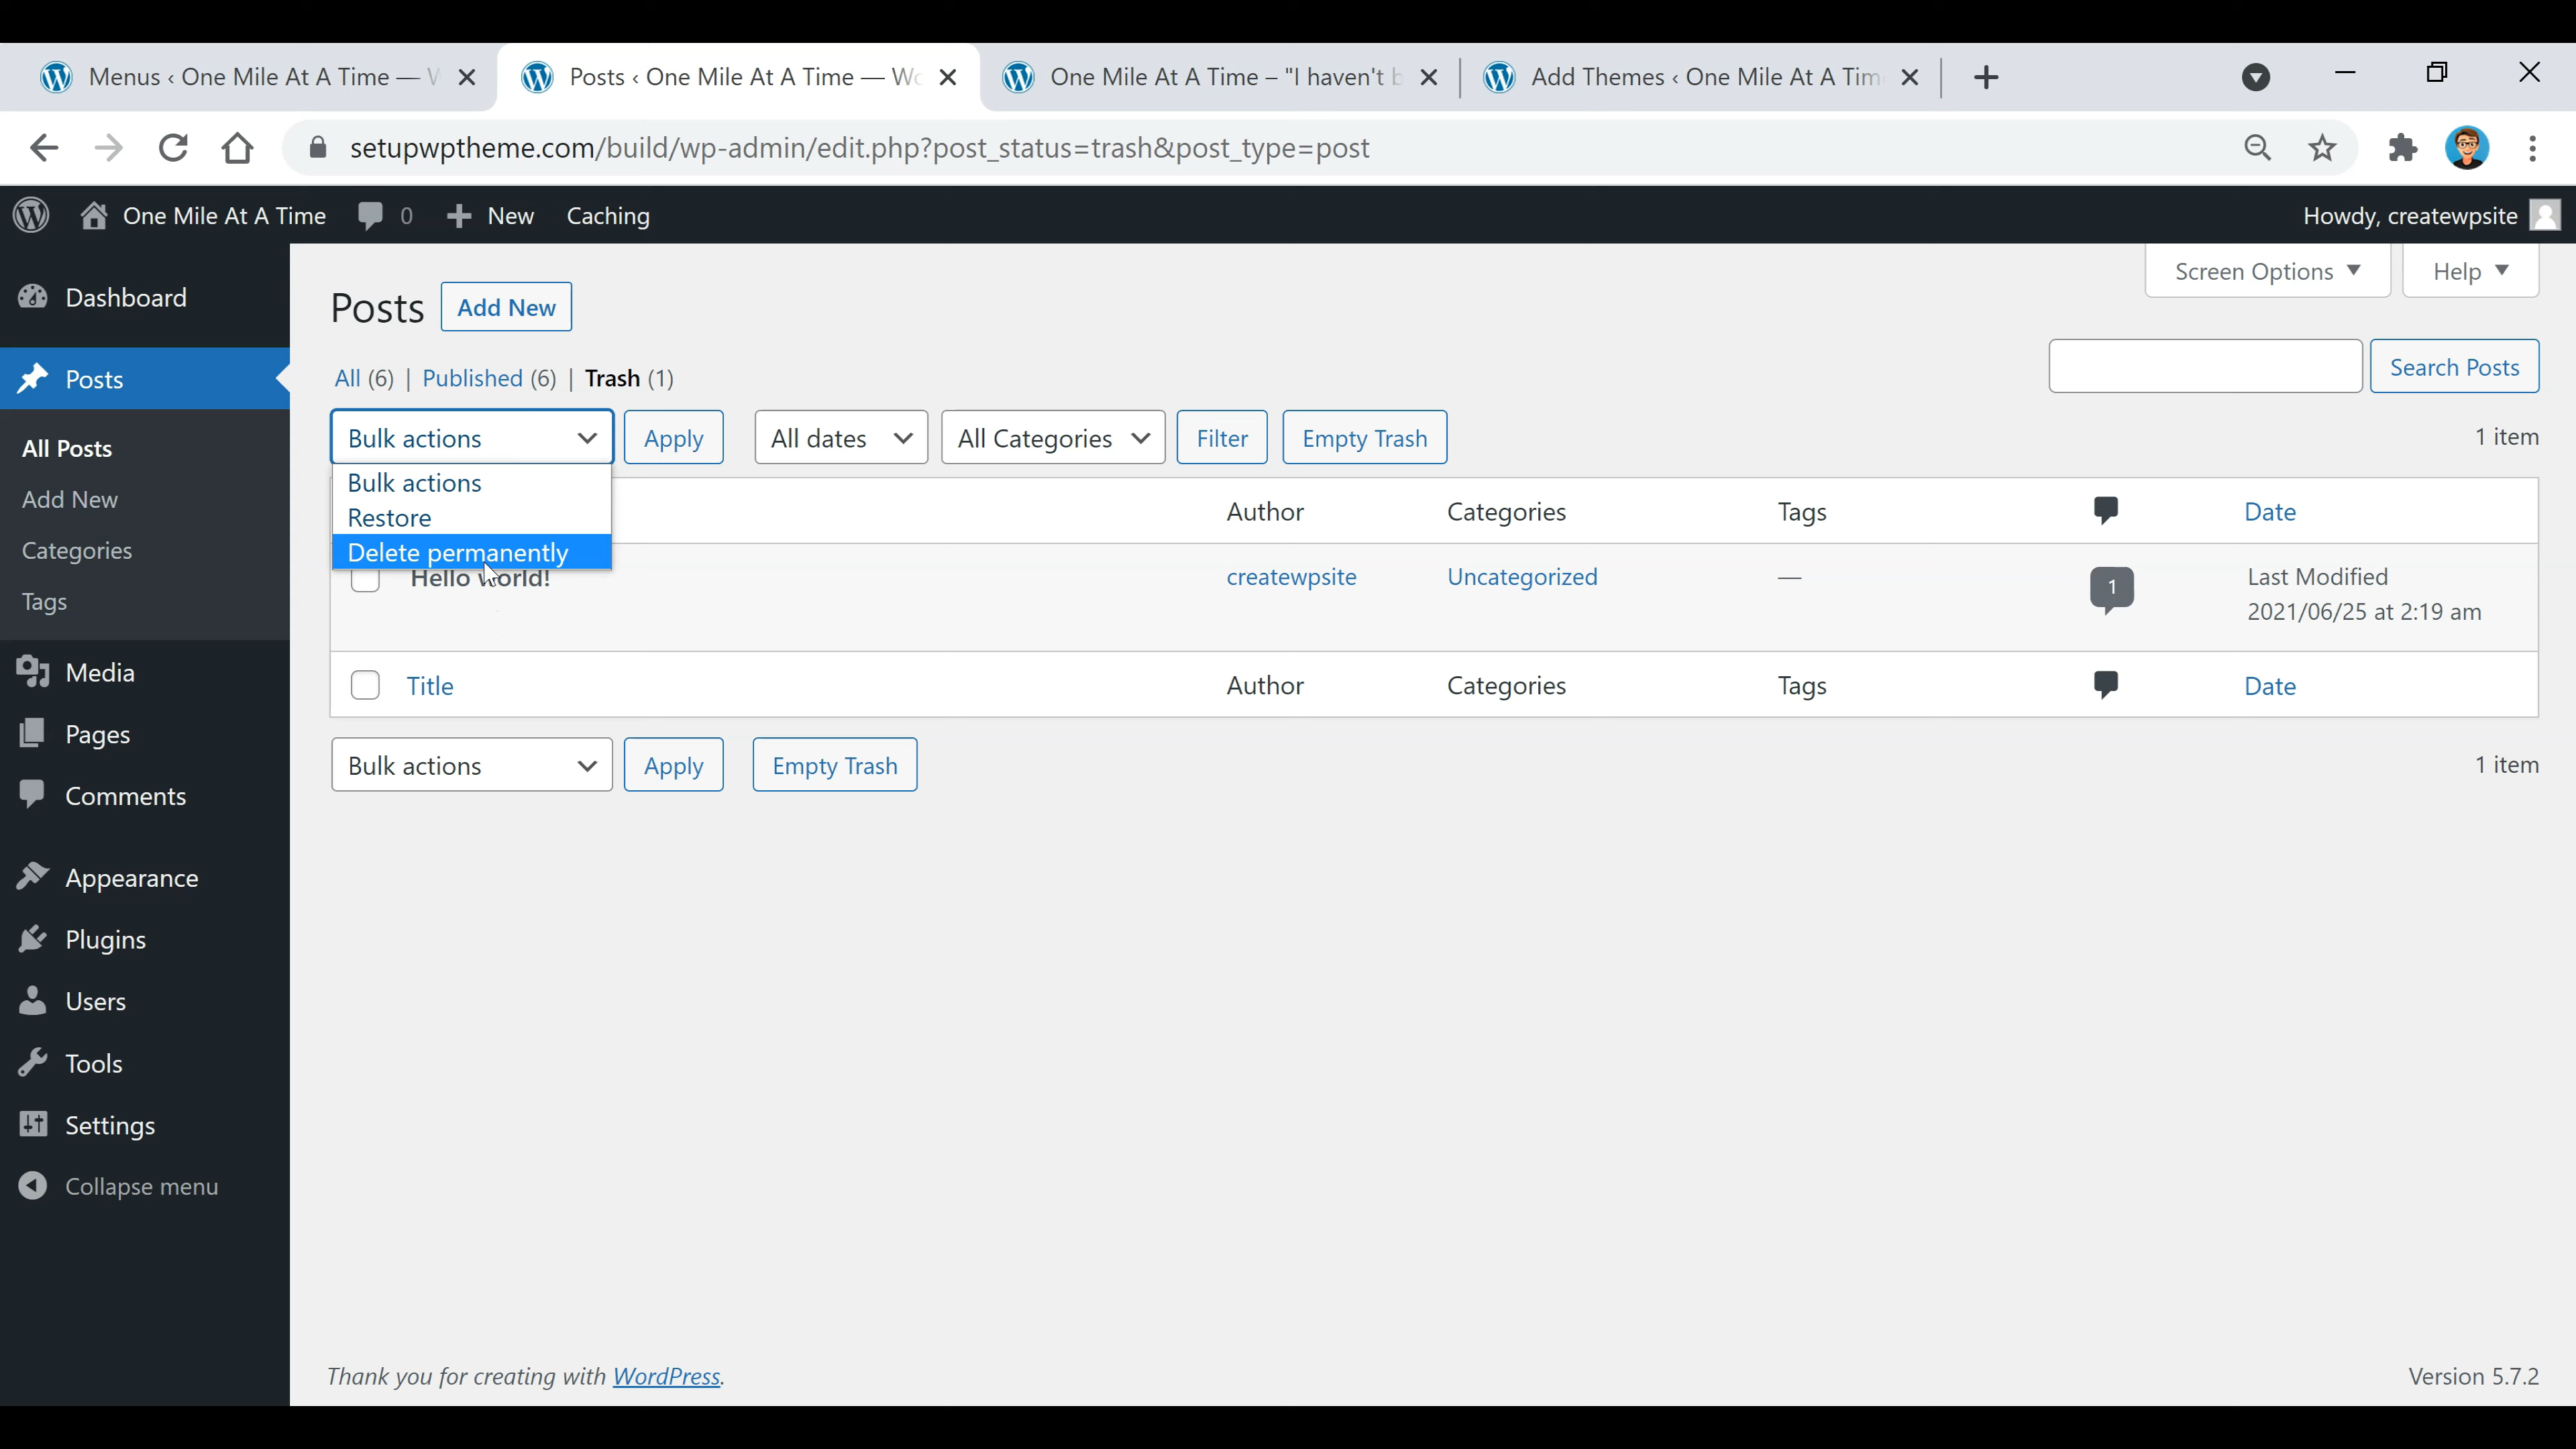 Menus ‹ One Mile At A Time — W
Posts ‹ One Mile At A Time — Wo
One Mile At A Time – "I haven't b
Add Themes ‹ One Mile At A Tim
setupwptheme.com/build/wp-admin/edit.php?post_status=trash&post_type=post
One Mile At A Time 0 New Caching Howdy, createwpsite
Screen Options Help
Posts Add New
All (6) | Published (6) | Trash (1)
Search Posts
Bulk actions Apply All dates All Categories Filter Empty Trash 1 item
Bulk actions
Restore
Delete permanently
Author Categories Tags Date
Hello world! createwpsite Uncategorized — 1 Last Modified
2021/06/25 at 2:19 am
Title Author Categories Tags Date
Bulk actions Apply Empty Trash 1 item
Dashboard
Posts
All Posts
Add New
Categories
Tags
Media
Pages
Comments
Appearance
Plugins
Users
Tools
Settings
Collapse menu
Thank you for creating with WordPress. Version 5.7.2